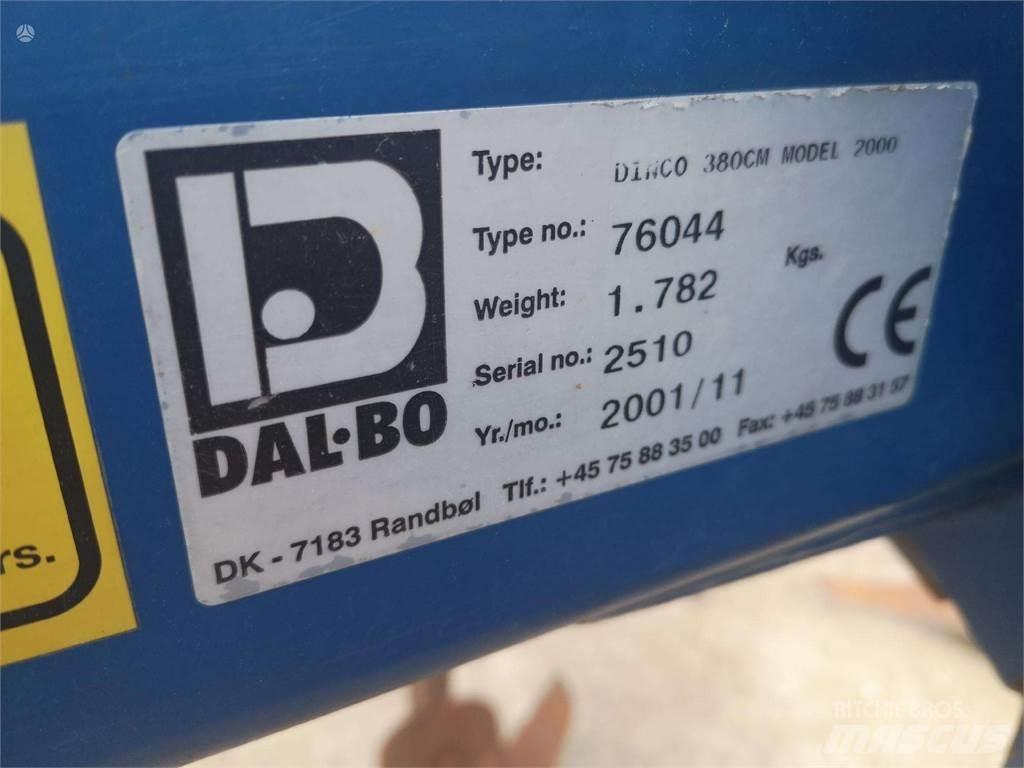 Type: DINCO 380CM MODEL 2000
Type no.: 76044
Weight: 1.782 Kgs.
Serial no.: 2510
Yr./mo.: 2001/11
CE
DAL•BO
DK - 7183 Randbøl Tlf.: +45 75 88 35 00 Fax: +45 75 88 31 57
rs.
RITCHIE BROS.
MASCUS